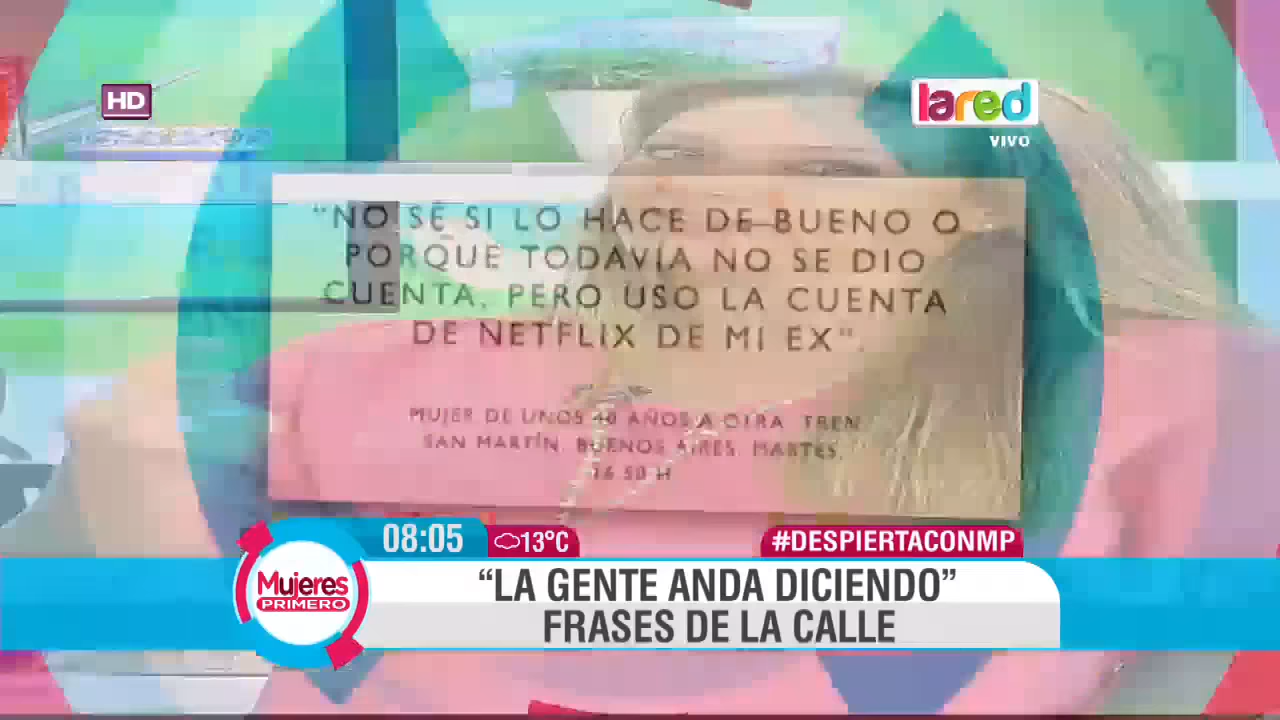 HD
lared
VIVO
"NO SÉ SI LO HACE DE BUENO O
PORQUE TODAVÍA NO SE DIO
CUENTA, PERO USO LA CUENTA
DE NETFLIX DE MI EX".
MUJER DE UNOS 40 AÑOS A OTRA. TREN
SAN MARTÍN, BUENOS AIRES. MARTES,
16 50 H
08:05
13°C
#DESPIERTACONMP
Mujeres
PRIMERO
“LA GENTE ANDA DICIENDO”
FRASES DE LA CALLE